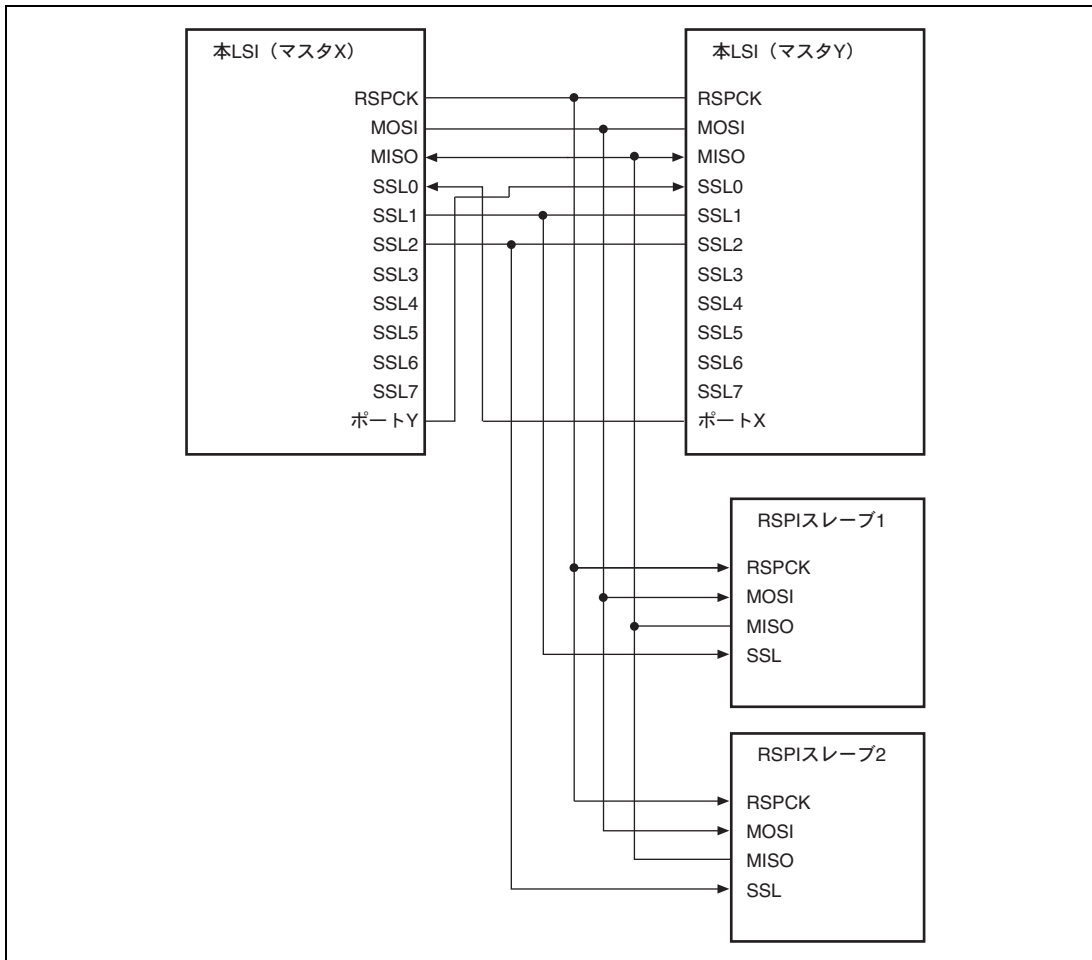 本LSI（マスタX）
RSPCK
MOSI
MISO
SSL0
SSL1
SSL2
SSL3
SSL4
SSL5
SSL6
SSL7
ポートY
本LSI（マスタY）
RSPCK
MOSI
MISO
SSL0
SSL1
SSL2
SSL3
SSL4
SSL5
SSL6
SSL7
ポートX
RSPIスレーブ1
RSPCK
MOSI
MISO
SSL
RSPIスレーブ2
RSPCK
MOSI
MISO
SSL